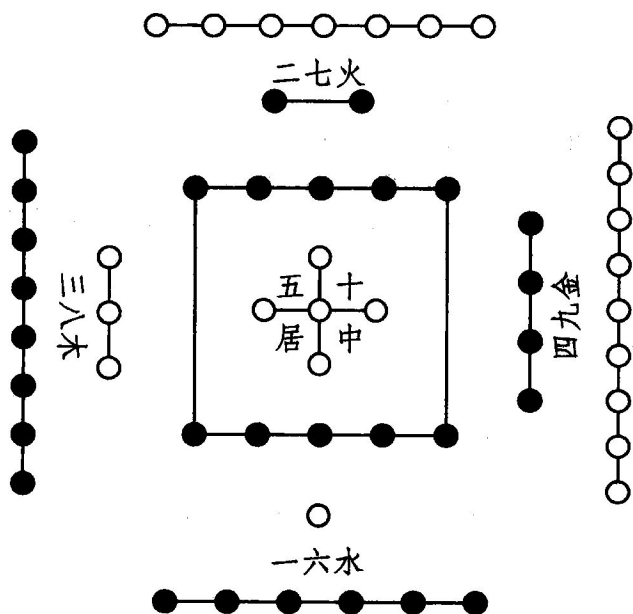 二七火
三八木
五十
居中
四九金
一六水